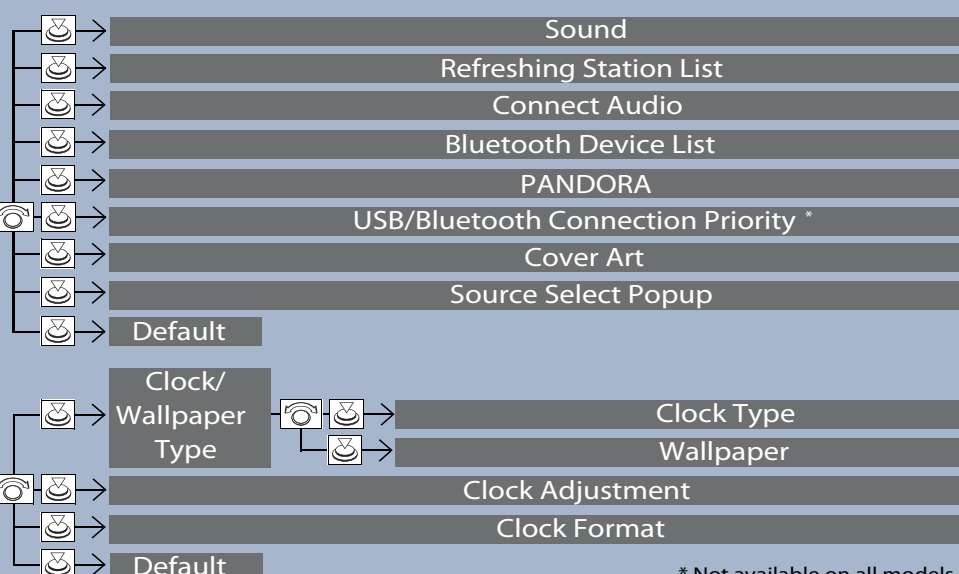 Sound
Refreshing Station List
Connect Audio
Bluetooth Device List
PANDORA
USB/Bluetooth Connection Priority *
Cover Art
Source Select Popup
Default
Clock/
Wallpaper
Type
Clock Type
Wallpaper
Clock Adjustment
Clock Format
Default
* Not available on all models